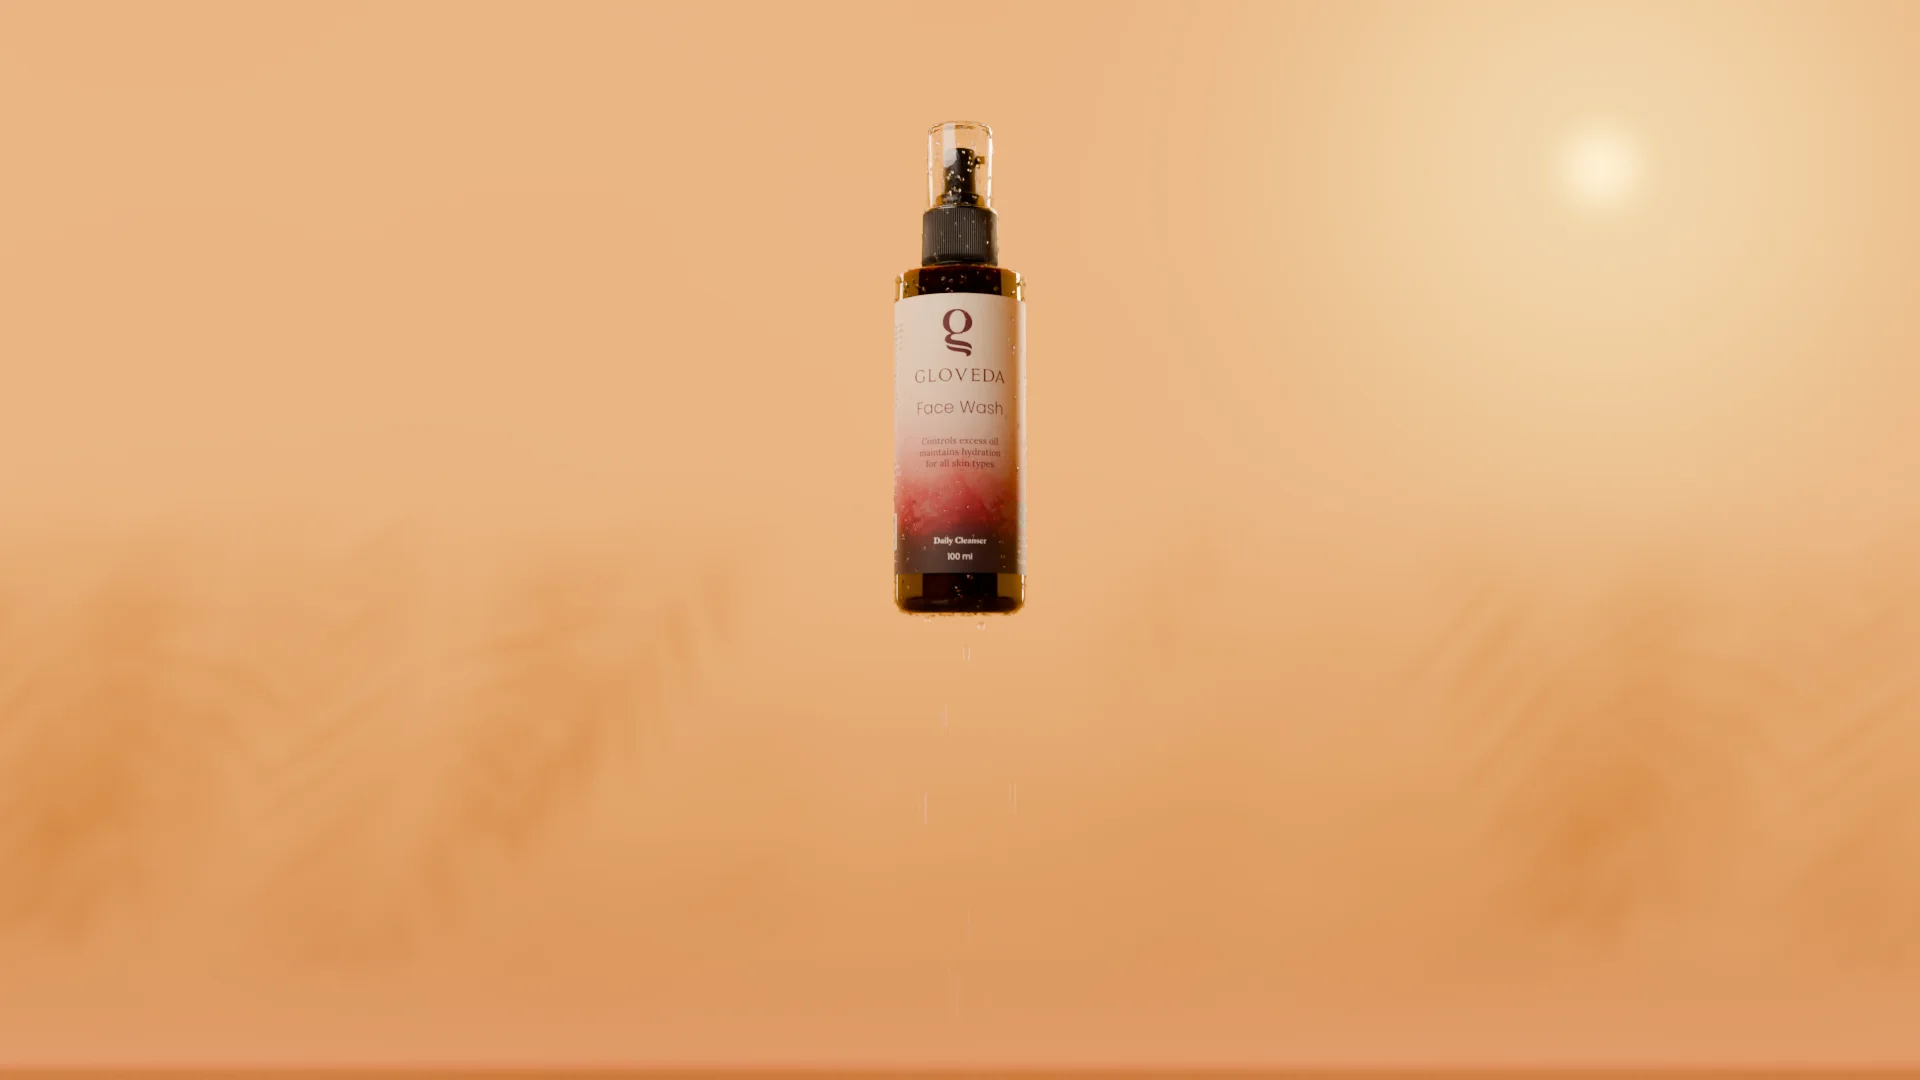 g
GLOVEDA
Face Wash
Controls excess oil
maintains hydration
for all skin types
Daily Cleanser
100 ml